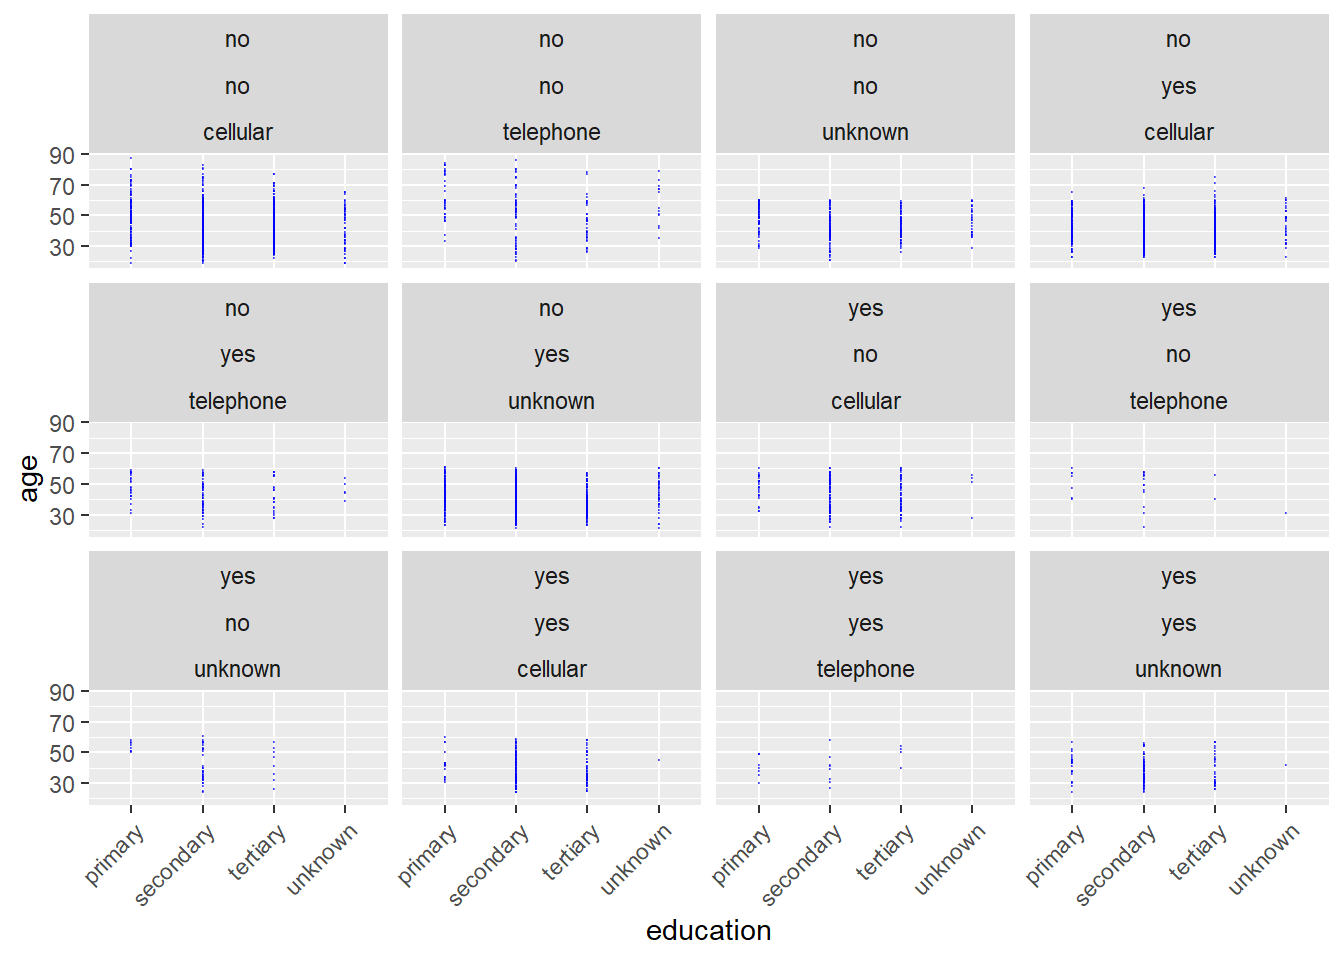 no no no no
no no no yes
cellular telephone unknown cellular
90
70
50
30
no no yes yes
yes yes no no
telephone unknown cellular telephone
90
70
50
30
age
yes yes yes yes
no yes yes yes
unknown cellular telephone unknown
90
70
50
30
primary secondary tertiary unknown primary secondary tertiary unknown primary secondary tertiary unknown primary secondary tertiary unknown
education